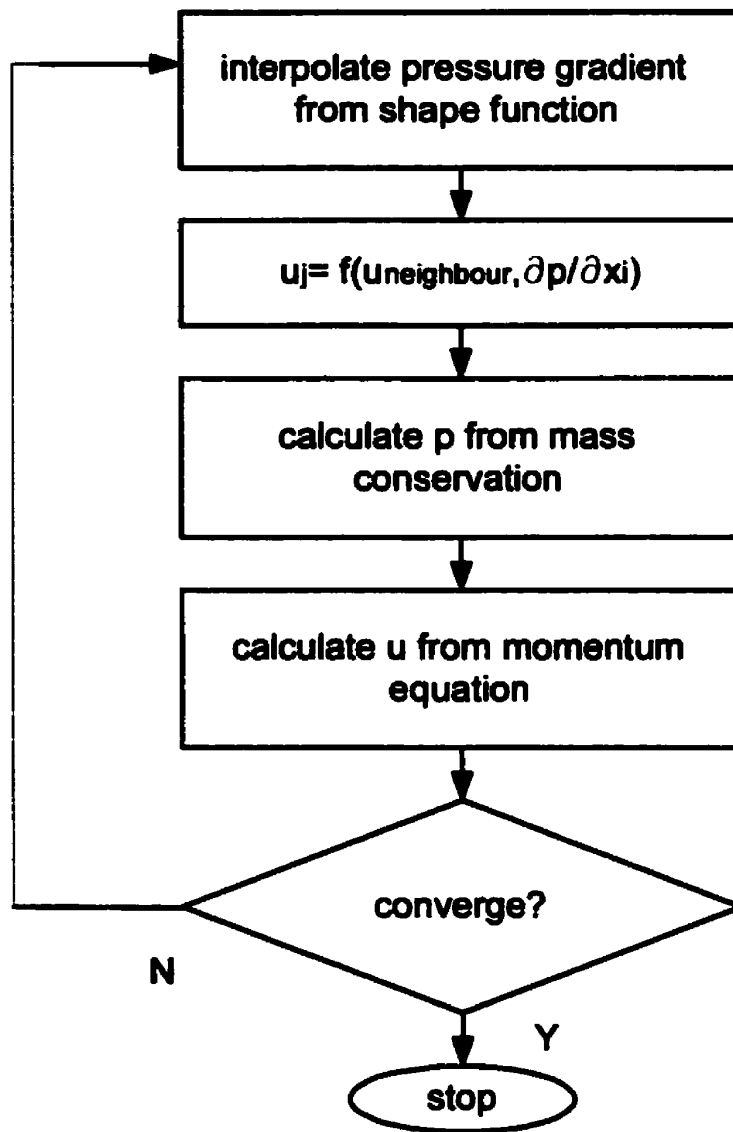 interpolate pressure gradient
from shape function
uj= f(uneighbour,∂p/∂xi)
calculate p from mass
conservation
calculate u from momentum
equation
converge?
N
Y
stop